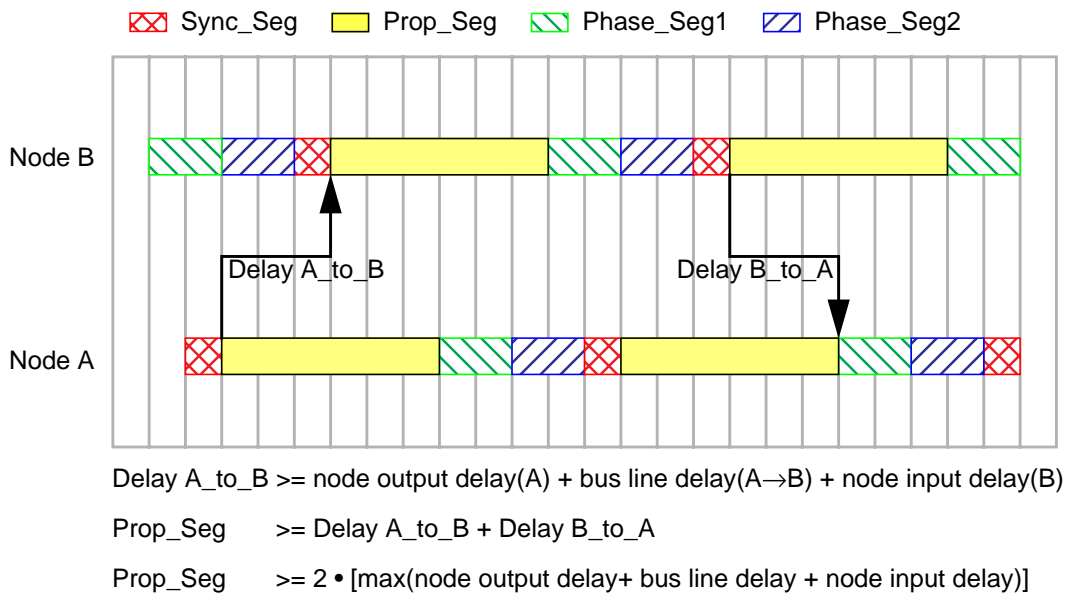 Sync_Seg Prop_Seg Phase_Seg1 Phase_Seg2
Node B
Delay A_to_B Delay B_to_A
Node A
Delay A_to_B >= node output delay(A) + bus line delay(A→B) + node input delay(B)
Prop_Seg >= Delay A_to_B + Delay B_to_A
Prop_Seg >= 2 • [max(node output delay+ bus line delay + node input delay)]